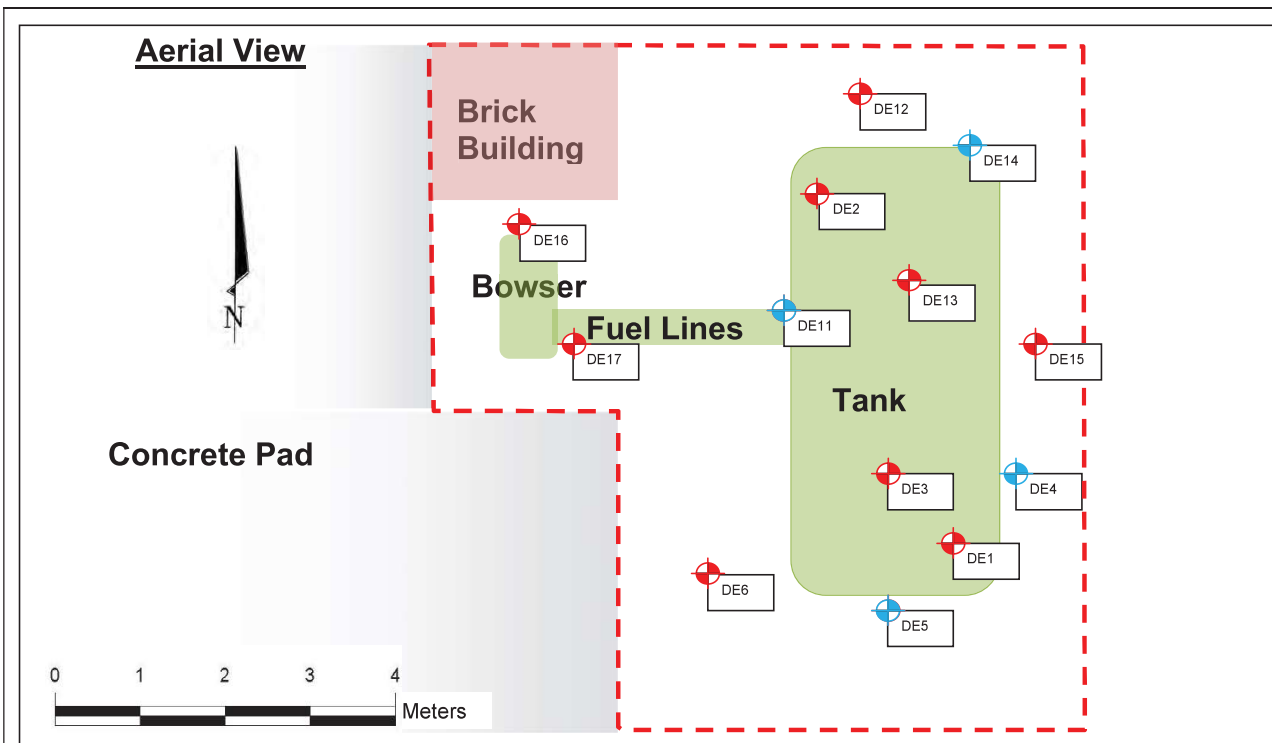 Aerial View
Brick
Building
DE12
DE14
DE2
DE16
Bowser
DE13
Fuel Lines
DE11
N
DE17
DE15
Tank
Concrete Pad
DE3
DE4
DE1
DE6
DE5
0 1 2 3 4
Meters